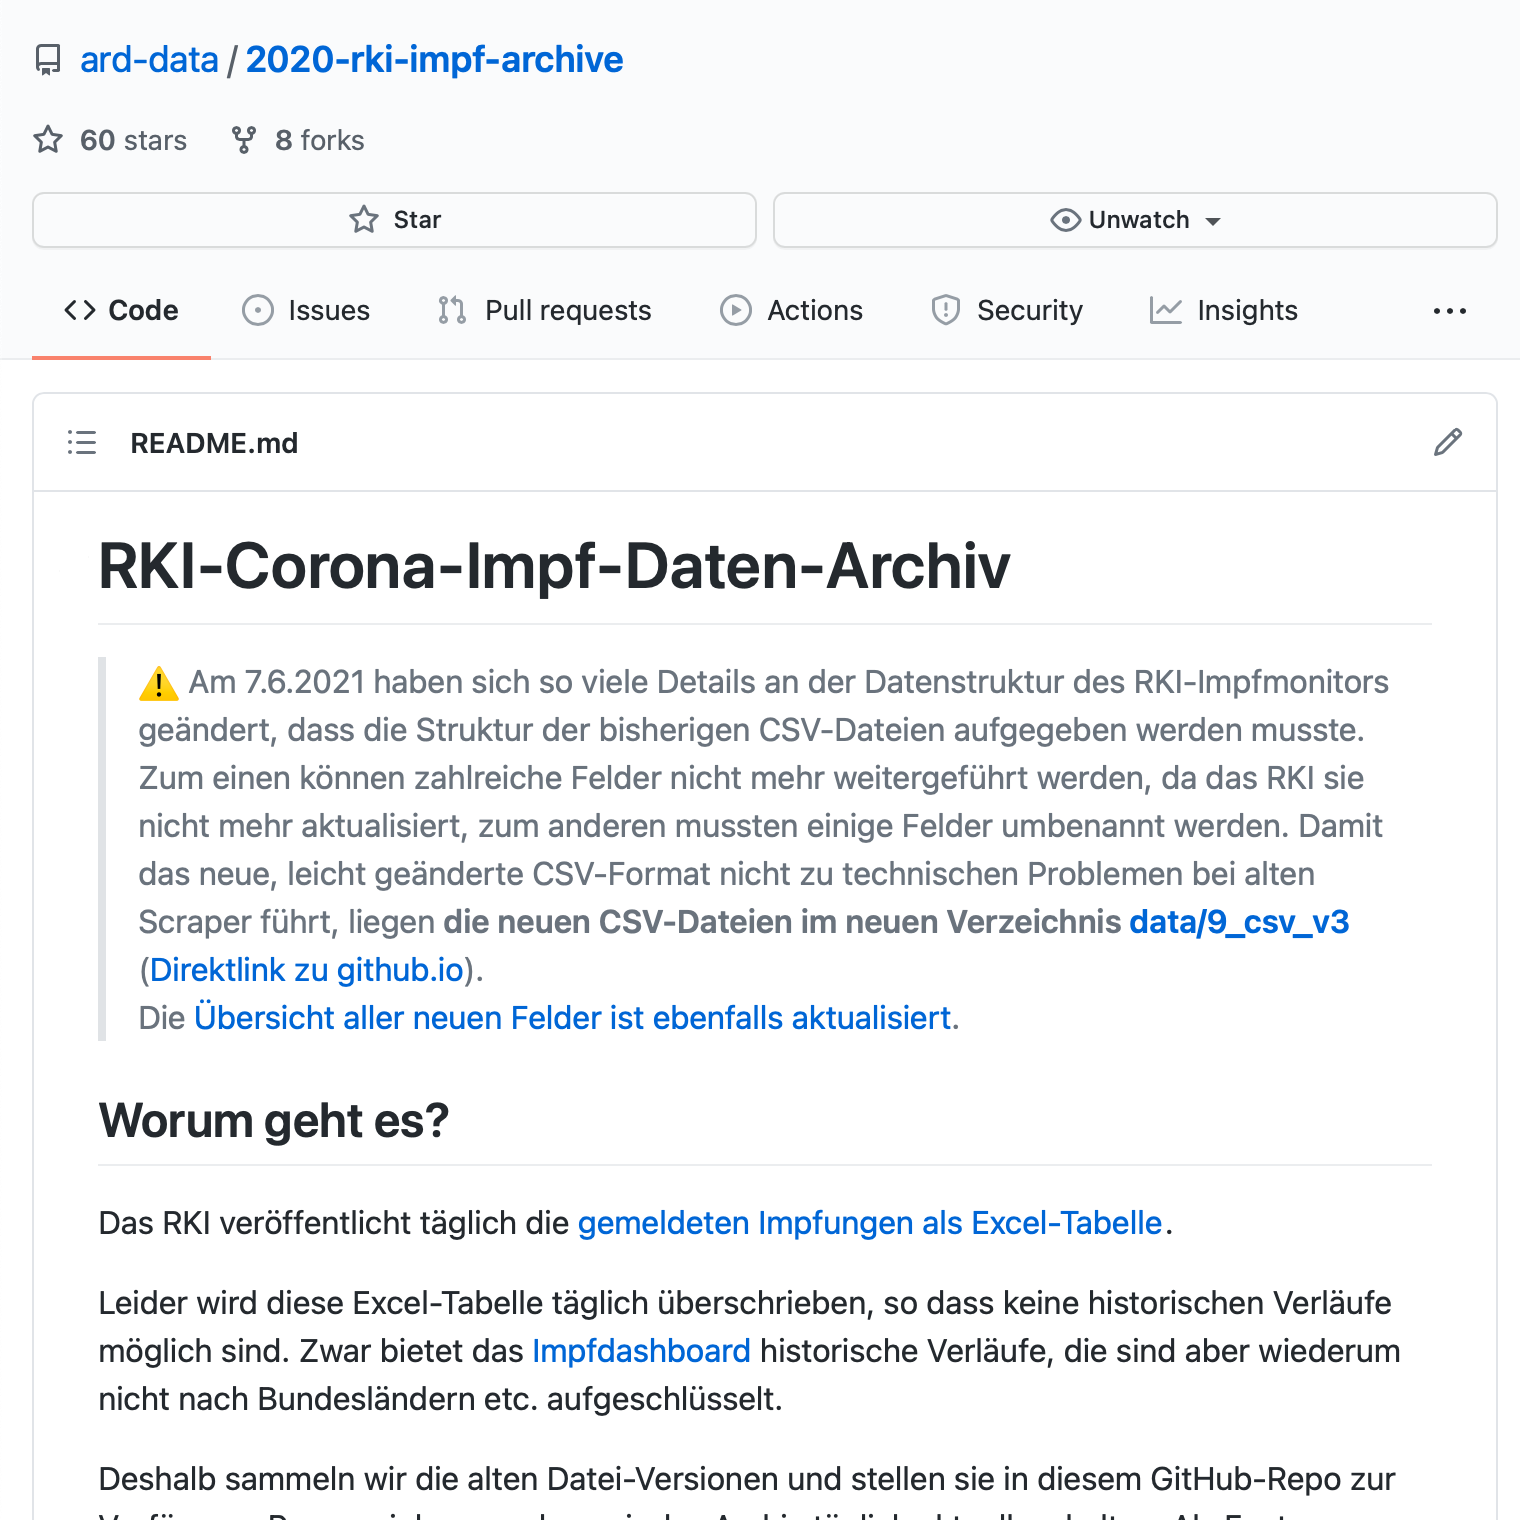 ard-data / 2020-rki-impf-archive
60 stars 8 forks
Star Unwatch
Code Issues Pull requests Actions Security Insights
README.md
RKI-Corona-Impf-Daten-Archiv
Am 7.6.2021 haben sich so viele Details an der Datenstruktur des RKI-Impfmonitors
geändert, dass die Struktur der bisherigen CSV-Dateien aufgegeben werden musste.
Zum einen können zahlreiche Felder nicht mehr weitergeführt werden, da das RKI sie
nicht mehr aktualisiert, zum anderen mussten einige Felder umbenannt werden. Damit
das neue, leicht geänderte CSV-Format nicht zu technischen Problemen bei alten
Scraper führt, liegen die neuen CSV-Dateien im neuen Verzeichnis data/9_csv_v3
(Direktlink zu github.io).
Die Übersicht aller neuen Felder ist ebenfalls aktualisiert.
Worum geht es?
Das RKI veröffentlicht täglich die gemeldeten Impfungen als Excel-Tabelle.
Leider wird diese Excel-Tabelle täglich überschrieben, so dass keine historischen Verläufe
möglich sind. Zwar bietet das Impfdashboard historische Verläufe, die sind aber wiederum
nicht nach Bundesländern etc. aufgeschlüsselt.
Deshalb sammeln wir die alten Datei-Versionen und stellen sie in diesem GitHub-Repo zur